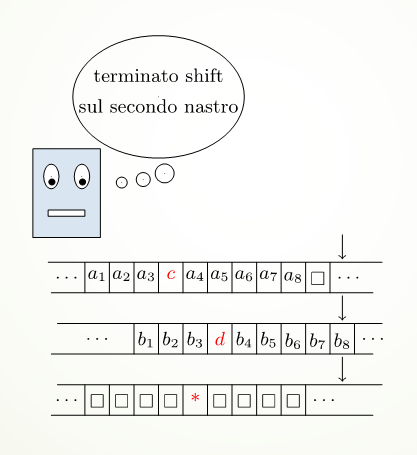 terminato shift
sul secondo nastro
⋯ a₁ a₂ a₃ c a₄ a₅ a₆ a₇ a₈ □ ⋯
⋯ b₁ b₂ b₃ d b₄ b₅ b₆ b₇ b₈ ⋯
⋯ □ □ □ □ * □ □ □ □ ⋯